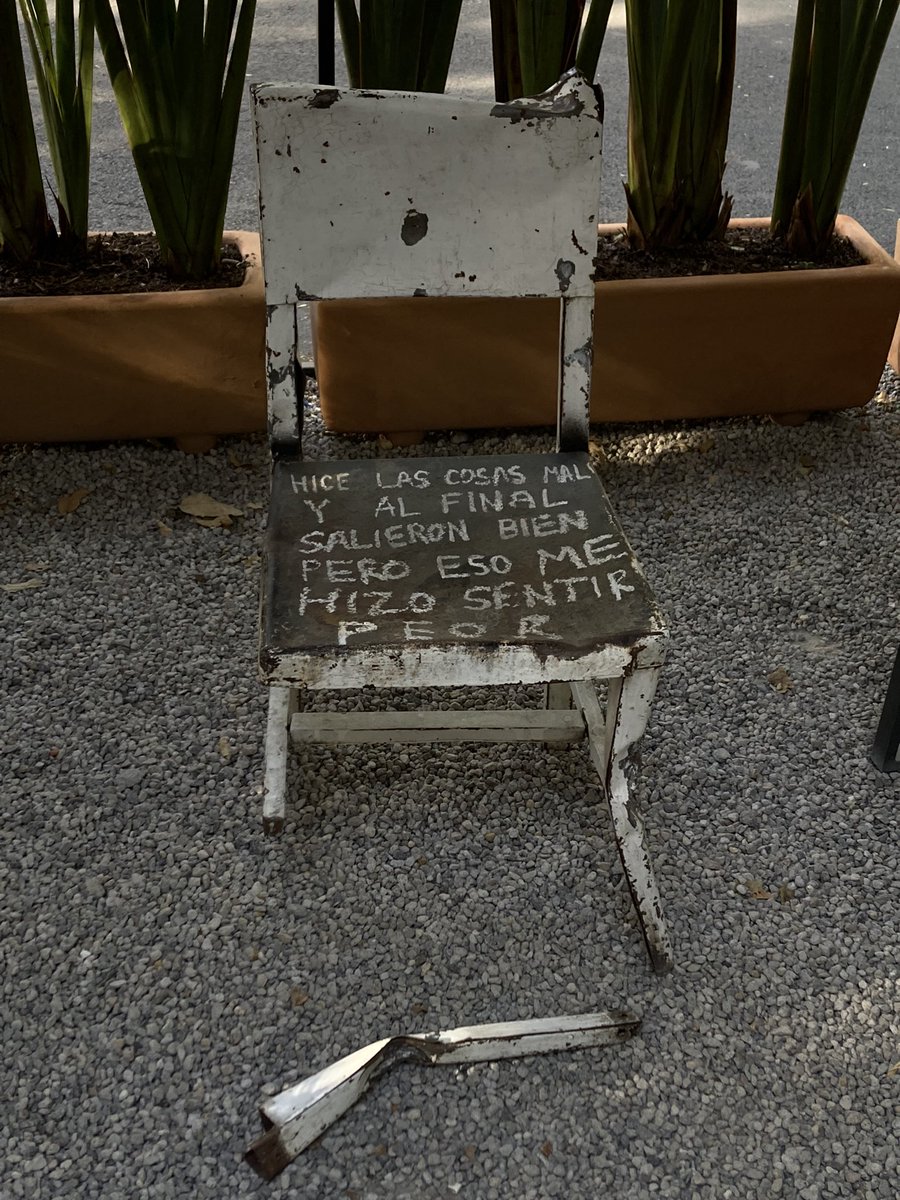 HICE LAS COSAS MAL
Y AL FINAL
SALIERON BIEN
PERO ESO ME
HIZO SENTIR
PEOR